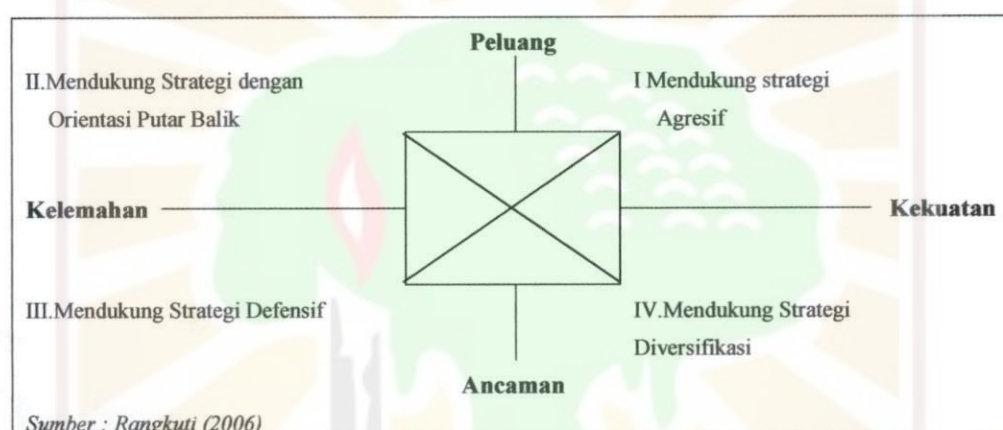 Peluang
II.Mendukung Strategi dengan
Orientasi Putar Balik
I Mendukung strategi
Agresif
Kelemahan
Kekuatan
III.Mendukung Strategi Defensif
IV.Mendukung Strategi
Diversifikasi
Ancaman
Sumber : Rangkuti (2006)